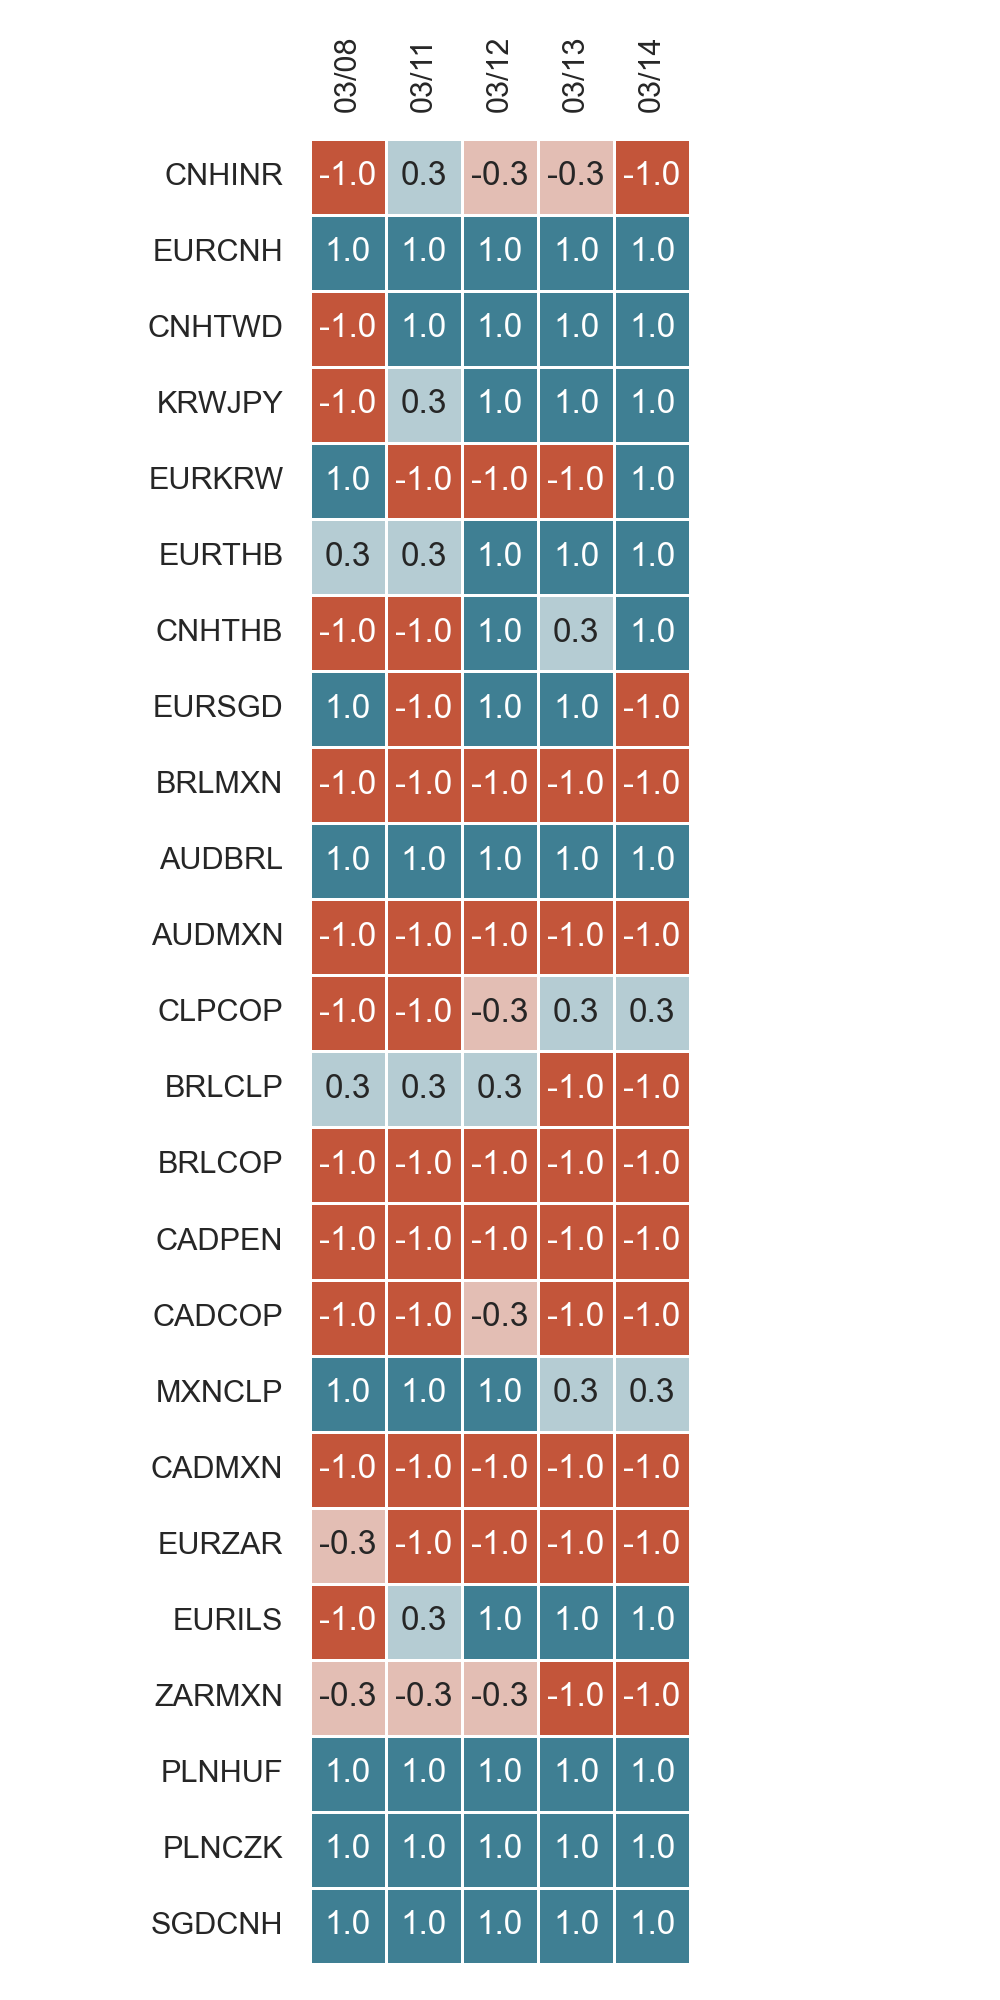 03/08 03/11 03/12 03/13 03/14
CNHINR -1.0 0.3 -0.3 -0.3 -1.0
EURCNH 1.0 1.0 1.0 1.0 1.0
CNHTWD -1.0 1.0 1.0 1.0 1.0
KRWJPY -1.0 0.3 1.0 1.0 1.0
EURKRW 1.0 -1.0 -1.0 -1.0 1.0
EURTHB 0.3 0.3 1.0 1.0 1.0
CNHTHB -1.0 -1.0 1.0 0.3 1.0
EURSGD 1.0 -1.0 1.0 1.0 -1.0
BRLMXN -1.0 -1.0 -1.0 -1.0 -1.0
AUDBRL 1.0 1.0 1.0 1.0 1.0
AUDMXN -1.0 -1.0 -1.0 -1.0 -1.0
CLPCOP -1.0 -1.0 -0.3 0.3 0.3
BRLCLP 0.3 0.3 0.3 -1.0 -1.0
BRLCOP -1.0 -1.0 -1.0 -1.0 -1.0
CADPEN -1.0 -1.0 -1.0 -1.0 -1.0
CADCOP -1.0 -1.0 -0.3 -1.0 -1.0
MXNCLP 1.0 1.0 1.0 0.3 0.3
CADMXN -1.0 -1.0 -1.0 -1.0 -1.0
EURZAR -0.3 -1.0 -1.0 -1.0 -1.0
EURILS -1.0 0.3 1.0 1.0 1.0
ZARMXN -0.3 -0.3 -0.3 -1.0 -1.0
PLNHUF 1.0 1.0 1.0 1.0 1.0
PLNCZK 1.0 1.0 1.0 1.0 1.0
SGDCNH 1.0 1.0 1.0 1.0 1.0